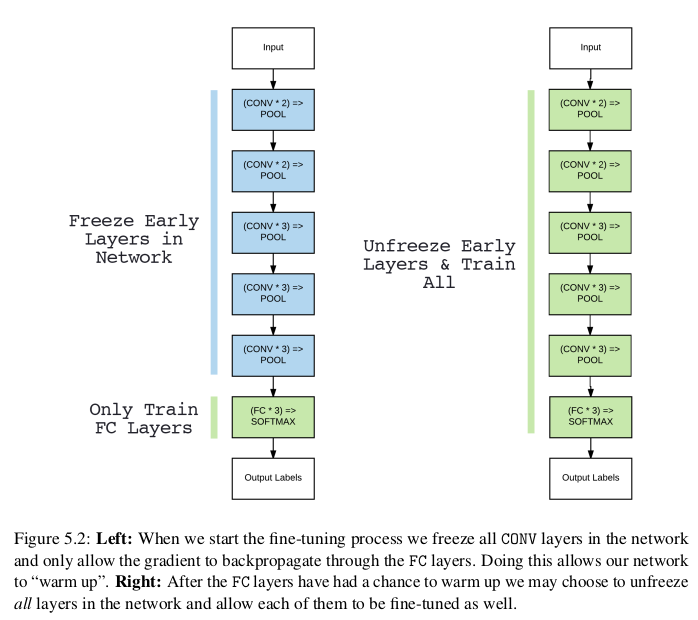 Input
(CONV * 2) =>
POOL
(CONV * 2) =>
POOL
(CONV * 3) =>
POOL
(CONV * 3) =>
POOL
(CONV * 3) =>
POOL
(FC * 3) =>
SOFTMAX
Output Labels
Freeze Early
Layers in
Network
Only Train
FC Layers
Input
(CONV * 2) =>
POOL
(CONV * 2) =>
POOL
(CONV * 3) =>
POOL
(CONV * 3) =>
POOL
(CONV * 3) =>
POOL
(FC * 3) =>
SOFTMAX
Output Labels
Unfreeze Early
Layers & Train
All
Figure 5.2: Left: When we start the fine-tuning process we freeze all CONV layers in the network
and only allow the gradient to backpropagate through the FC layers. Doing this allows our network
to “warm up”. Right: After the FC layers have had a chance to warm up we may choose to unfreeze
all layers in the network and allow each of them to be fine-tuned as well.